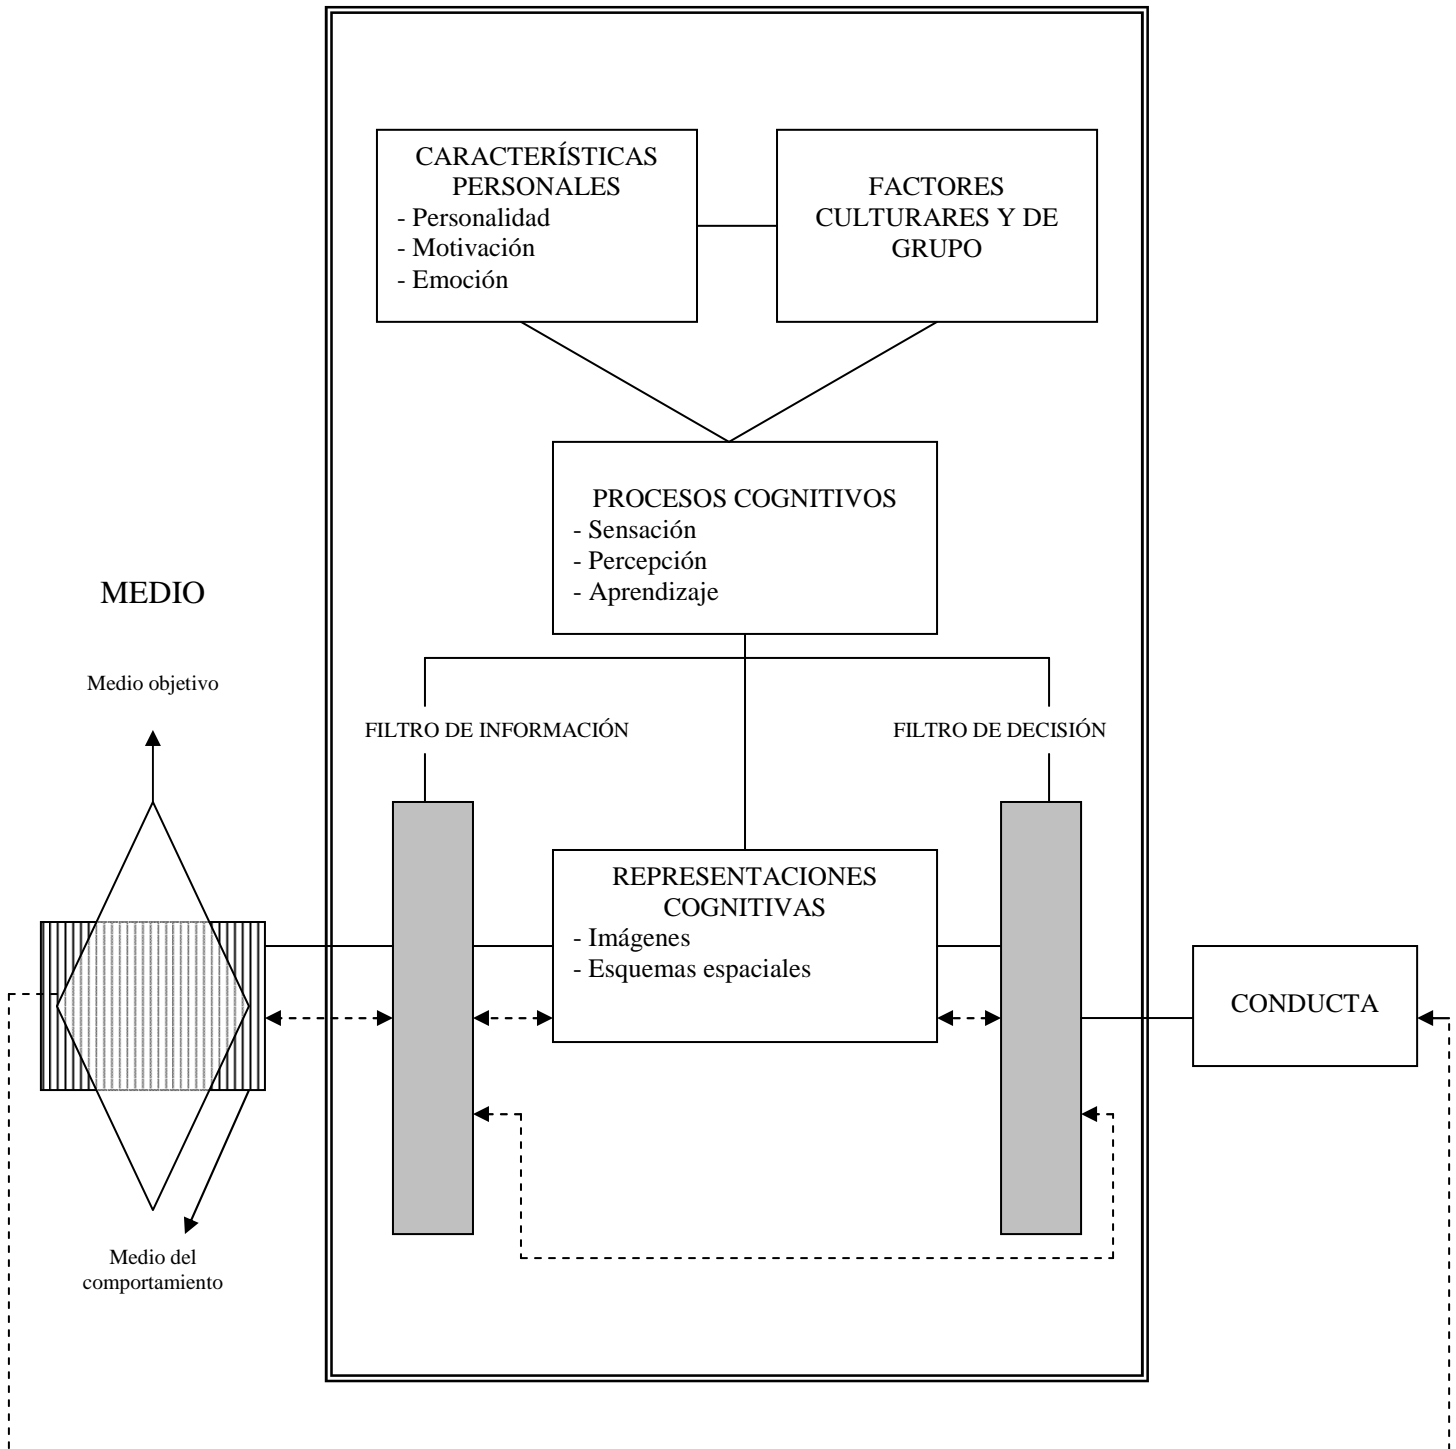 CARACTERÍSTICAS
PERSONALES
- Personalidad
- Motivación
- Emoción
FACTORES
CULTURARES Y DE
GRUPO
PROCESOS COGNITIVOS
- Sensación
- Percepción
- Aprendizaje
MEDIO
Medio objetivo
FILTRO DE INFORMACIÓN
FILTRO DE DECISIÓN
REPRESENTACIONES
COGNITIVAS
- Imágenes
- Esquemas espaciales
CONDUCTA
Medio del
comportamiento